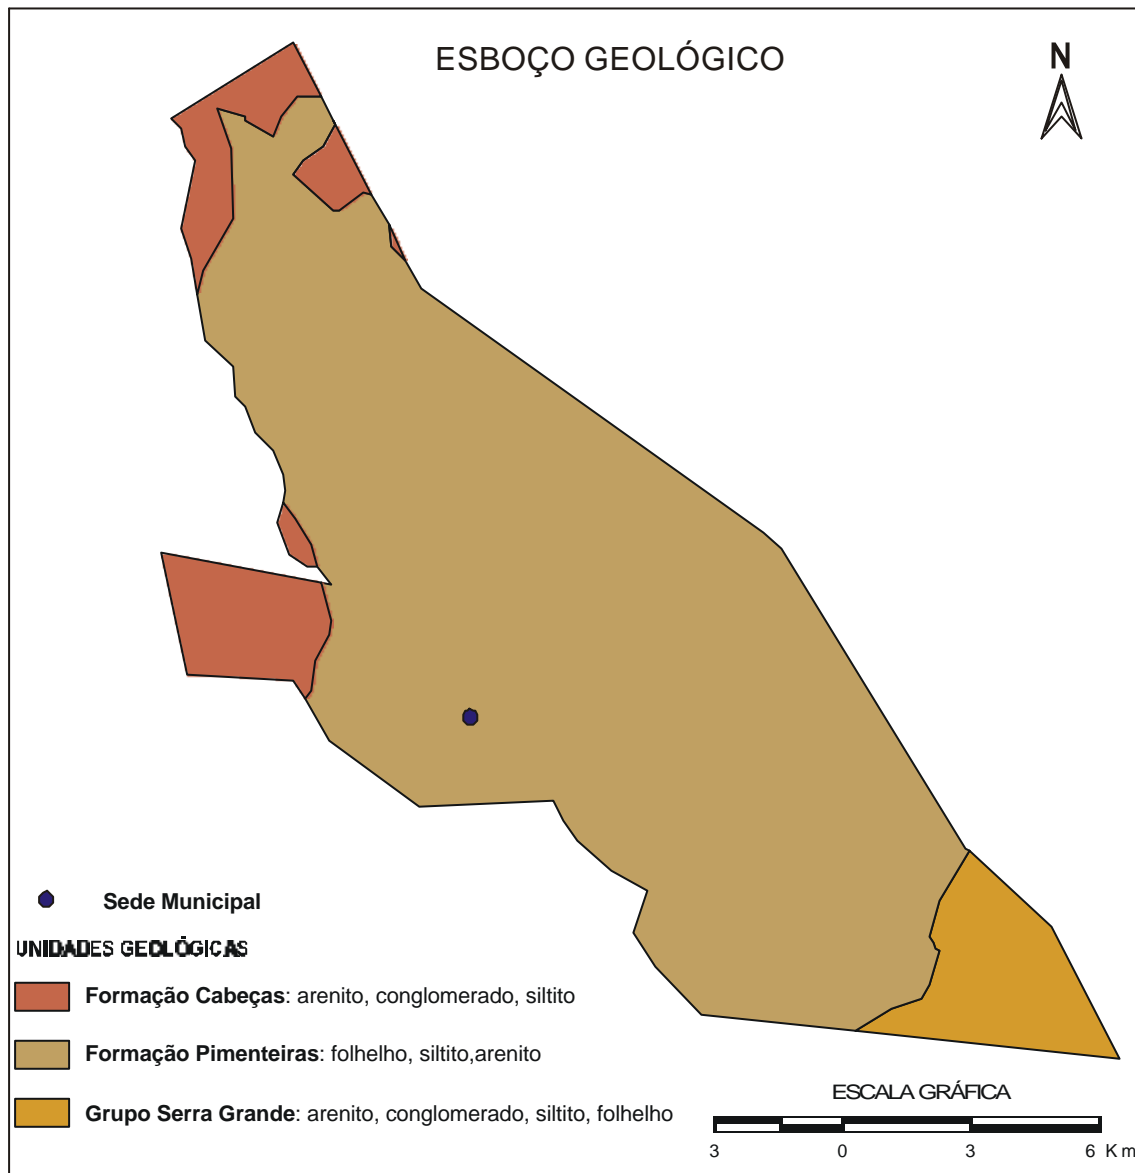 ESBOÇO GEOLÓGICO
N
Sede Municipal
UNIDADES GEOLÓGICAS
Formação Cabeças: arenito, conglomerado, siltito
Formação Pimenteiras: folhelho, siltito,arenito
Grupo Serra Grande: arenito, conglomerado, siltito, folhelho
ESCALA GRÁFICA
3 0 3 6 Km